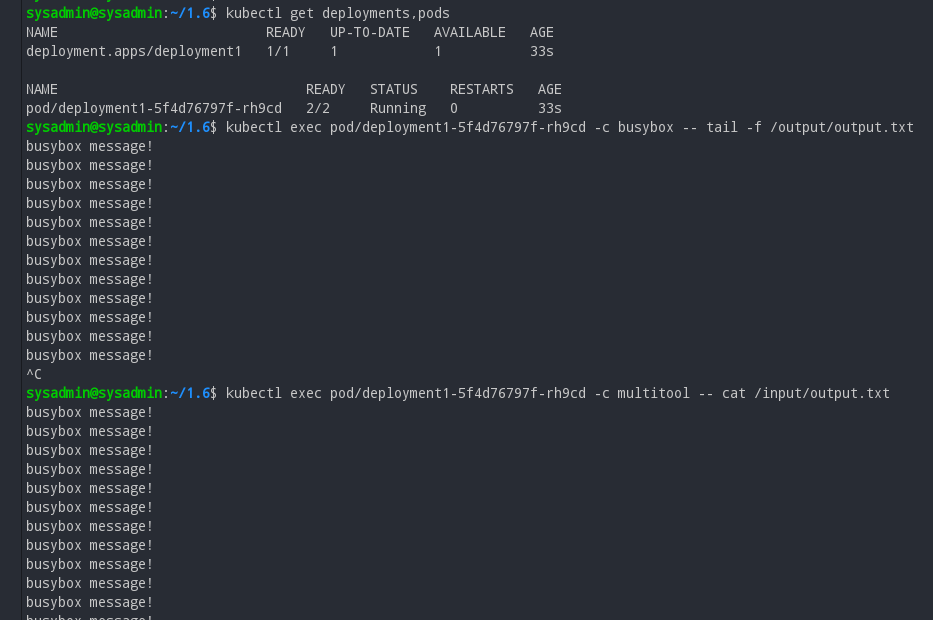 sysadmin@sysadmin:~/1.6$ kubectl get deployments,pods
NAME                          READY   UP-TO-DATE   AVAILABLE   AGE
deployment.apps/deployment1   1/1     1            1           33s

NAME                               READY   STATUS    RESTARTS   AGE
pod/deployment1-5f4d76797f-rh9cd   2/2     Running   0          33s
sysadmin@sysadmin:~/1.6$ kubectl exec pod/deployment1-5f4d76797f-rh9cd -c busybox -- tail -f /output/output.txt
busybox message!
busybox message!
busybox message!
busybox message!
busybox message!
busybox message!
busybox message!
busybox message!
busybox message!
busybox message!
busybox message!
busybox message!
^C
sysadmin@sysadmin:~/1.6$ kubectl exec pod/deployment1-5f4d76797f-rh9cd -c multitool -- cat /input/output.txt
busybox message!
busybox message!
busybox message!
busybox message!
busybox message!
busybox message!
busybox message!
busybox message!
busybox message!
busybox message!
busybox message!
busybox message!